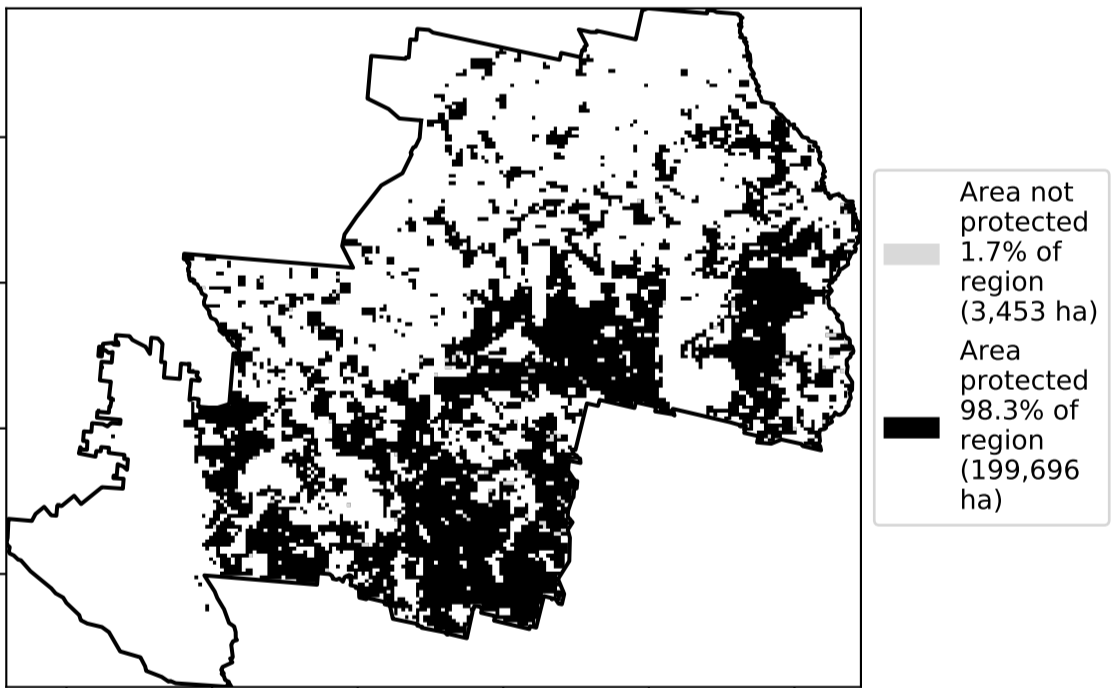 Area not
protected
1.7% of
region
(3,453 ha)
Area
protected
98.3% of
region
(199,696
ha)